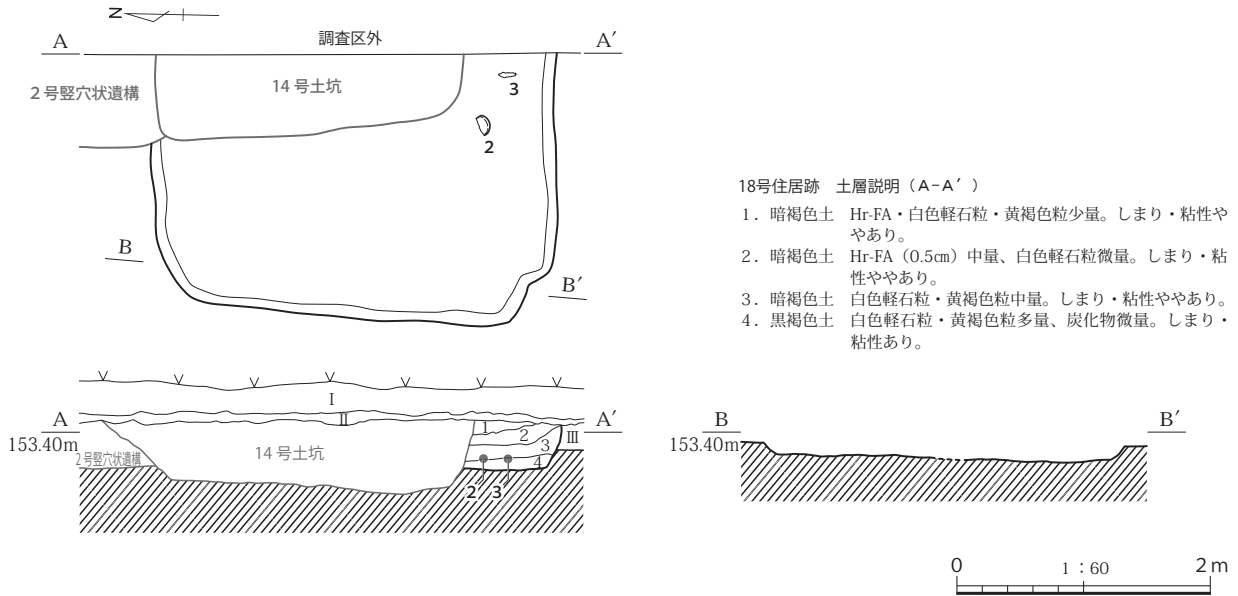 N
A 調査区外 A′
2号竪穴状遺構
14号土坑
3
2
B
B′
18号住居跡 土層説明（A-A′）
1．暗褐色土 Hr-FA・白色軽石粒・黄褐色粒少量。しまり・粘性や
やあり。
2．暗褐色土 Hr-FA（0.5㎝）中量、白色軽石粒微量。しまり・粘
性ややあり。
3．暗褐色土 白色軽石粒・黄褐色粒中量。しまり・粘性ややあり。
4．黒褐色土 白色軽石粒・黄褐色粒多量、炭化物微量。しまり・
粘性あり。
Ⅰ
Ⅱ
A
153.40m
2号竪穴状遺構
14号土坑
1
2
3
4
Ⅲ
A′
2 3
B
153.40m
B′
0 1：60 2m